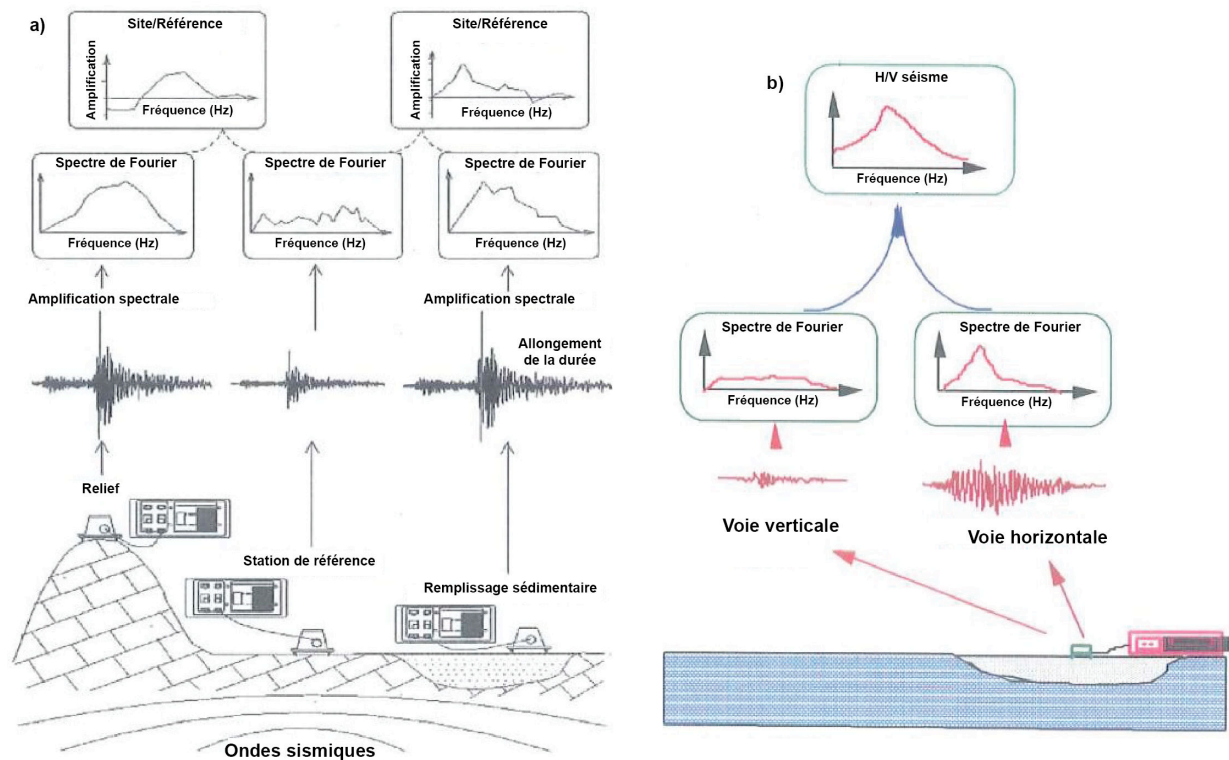 a)
Site/Référence
Amplification
Fréquence (Hz)
Site/Référence
Amplification
Fréquence (Hz)
Spectre de Fourier
Fréquence (Hz)
Spectre de Fourier
Fréquence (Hz)
Spectre de Fourier
Fréquence (Hz)
Amplification spectrale
Amplification spectrale
Allongement
de la durée
Relief
Station de référence
Remplissage sédimentaire
Ondes sismiques
b)
H/V séisme
Fréquence (Hz)
Spectre de Fourier
Fréquence (Hz)
Spectre de Fourier
Fréquence (Hz)
Voie verticale
Voie horizontale